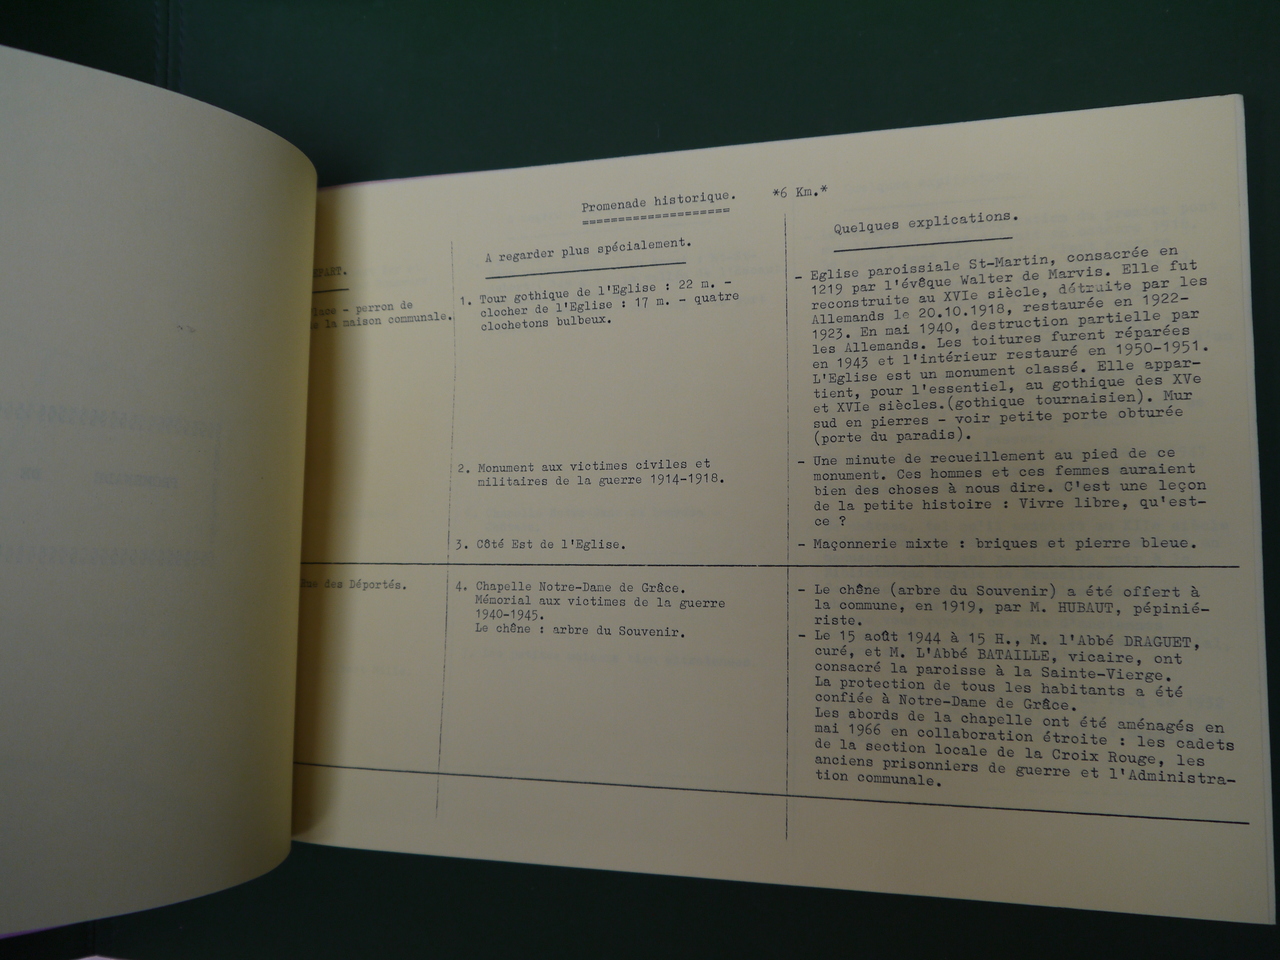 Promenade historique. *6 Km.*
A regarder plus spécialement.
Quelques explications.
perron de
la maison communale.
1. Tour gothique de l'Eglise : 22 m. -
clocher de l'Eglise : 17 m. - quatre
clochetons bulbeux.
- Eglise paroissiale St-Martin, consacrée en
1219 par l'évêque Walter de Marvis. Elle fut
reconstruite au XVIe siècle, détruite par les
Allemands le 20.10.1918, restaurée en 1922-
1923. En mai 1940, destruction partielle par
les Allemands. Les toitures furent réparées
en 1943 et l'intérieur restauré en 1950-1951.
L'Eglise est un monument classé. Elle appar-
tient, pour l'essentiel, au gothique des XVe
et XVIe siècles.(gothique tournaisien). Mur
sud en pierres - voir petite porte obturée
(porte du paradis).
2. Monument aux victimes civiles et
militaires de la guerre 1914-1918.
- Une minute de recueillement au pied de ce
monument. Ces hommes et ces femmes auraient
bien des choses à nous dire. C'est une leçon
de la petite histoire : Vivre libre, qu'est-
ce ?
3. Côté Est de l'Eglise.
- Maçonnerie mixte : briques et pierre bleue.
des Déportés.
4. Chapelle Notre-Dame de Grâce.
Mémorial aux victimes de la guerre
1940-1945.
Le chêne : arbre du Souvenir.
- Le chêne (arbre du Souvenir) a été offert à
la commune, en 1919, par M. HUBAUT, pépinié-
riste.
- Le 15 août 1944 à 15 H., M. l'Abbé DRAGUET,
curé, et M. L'Abbé BATAILLE, vicaire, ont
consacré la paroisse à la Sainte-Vierge.
La protection de tous les habitants a été
confiée à Notre-Dame de Grâce.
Les abords de la chapelle ont été aménagés en
mai 1966 en collaboration étroite : les cadets
de la section locale de la Croix Rouge, les
anciens prisonniers de guerre et l'Administra-
tion communale.